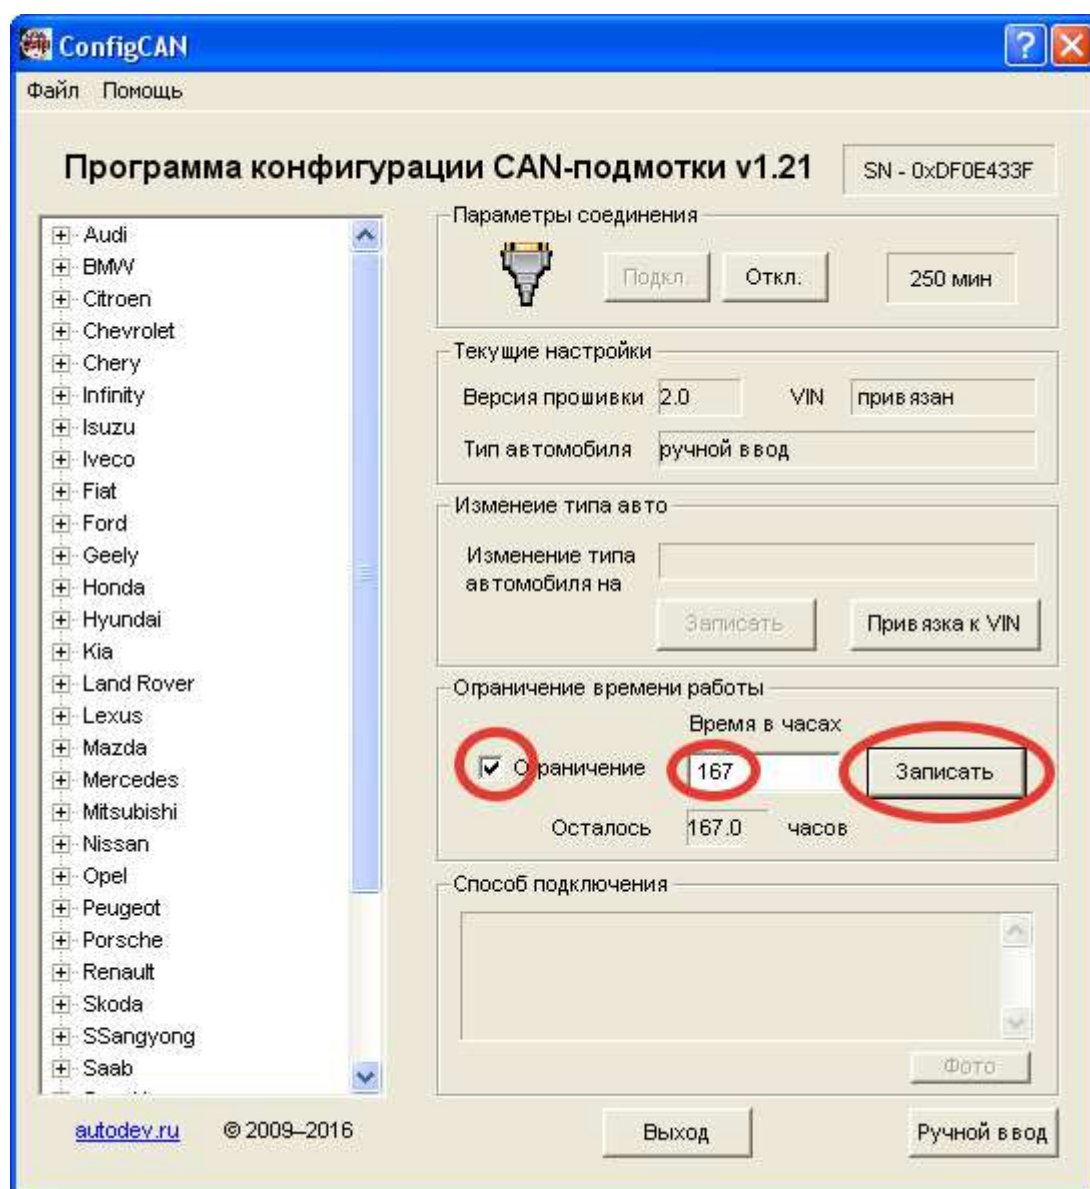 ConfigCAN
Файл Помощь
Программа конфигурации CAN-подмотки v1.21
SN - 0xDF0E433F
Audi
BMW
Citroen
Chevrolet
Chery
Infinity
Isuzu
Iveco
Fiat
Ford
Geely
Honda
Hyundai
Kia
Land Rover
Lexus
Mazda
Mercedes
Mitsubishi
Nissan
Opel
Peugeot
Porsche
Renault
Skoda
SSangyong
Saab
Параметры соединения
Подкл. Откл. 250 мин
Текущие настройки
Версия прошивки 2.0 VIN привязан
Тип автомобиля ручной ввод
Изменеие типа авто
Изменение типа
автомобиля на
Записать Привязка к VIN
Ограничение времени работы
Время в часах
Ограничение 167 Записать
Осталось 167.0 часов
Способ подключения
Фото
autodev.ru © 2009–2016 Выход Ручной ввод